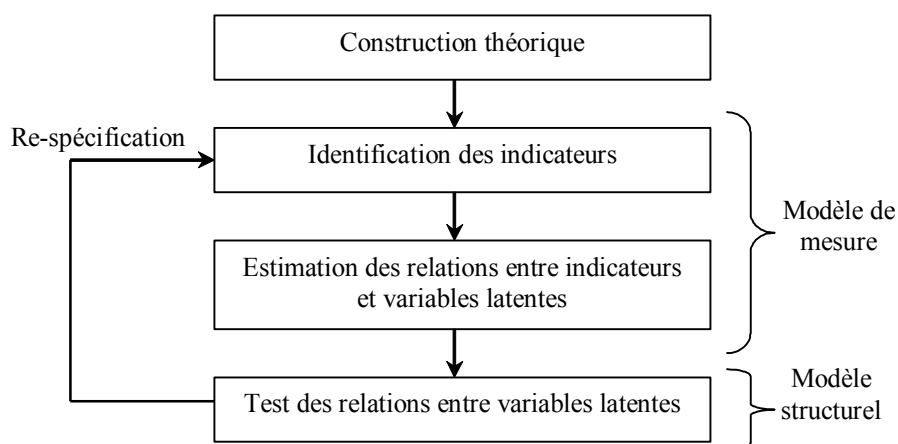 Construction théorique
Re-spécification
Identification des indicateurs
Modèle de
mesure
Estimation des relations entre indicateurs
et variables latentes
Test des relations entre variables latentes
Modèle
structurel